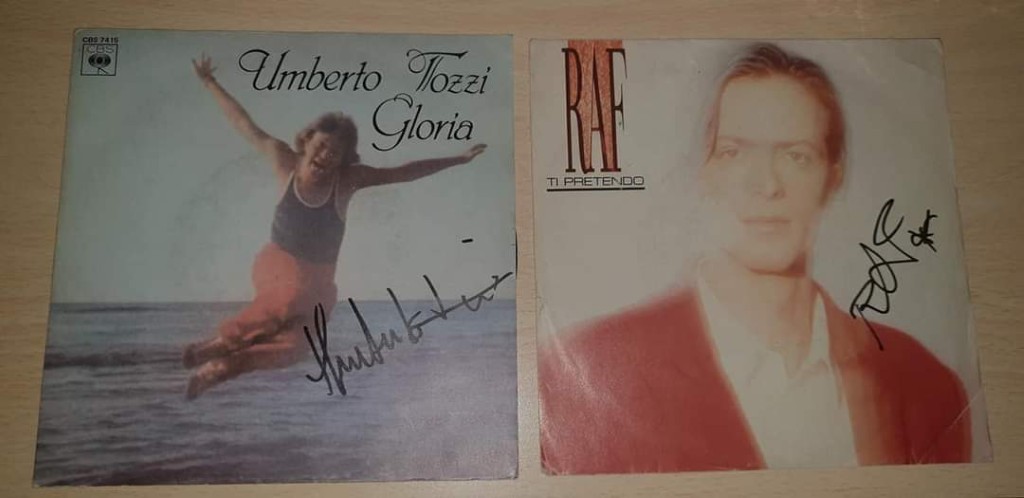 CBS 7415
CBS
Umberto Tozzi
Gloria
RAF
TI PRETENDO